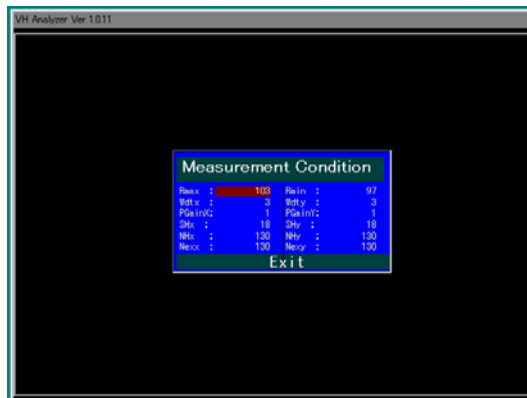 VH Analyzer Ver 1.0.11
Measurement Condition
Rmax : 103 Rmin : 97
Wdtx : 3 Wdty : 3
PGainX: 1 PGainY: 1
SHx : 18 SHy : 18
NHx : 130 NHy : 130
Nexx : 130 Nexy : 130
Exit